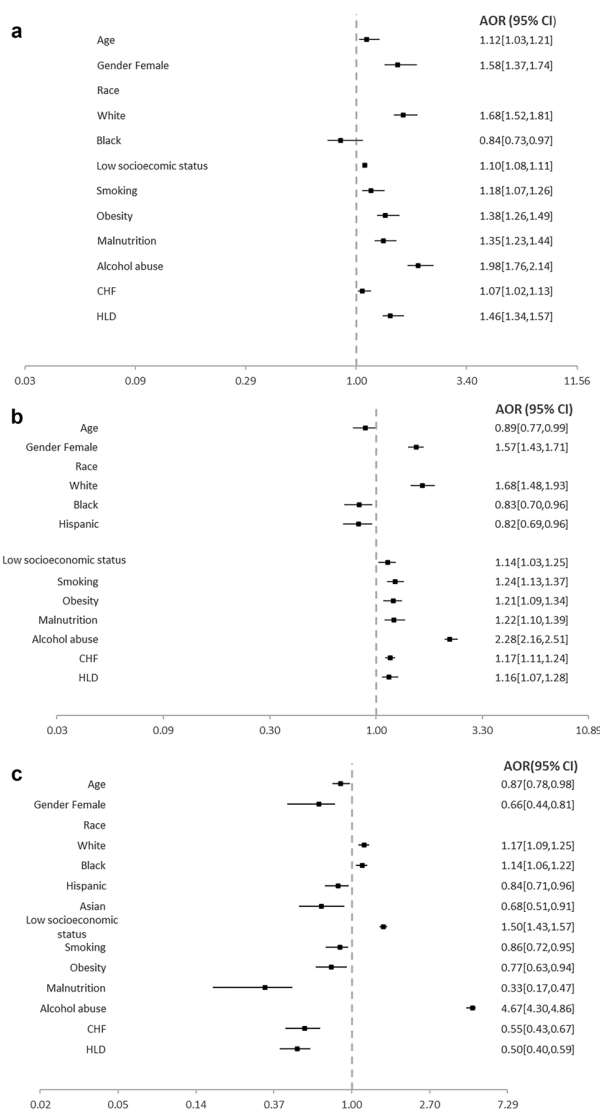 a
AOR (95% CI)
Age 1.12[1.03,1.21]
Gender Female 1.58[1.37,1.74]
Race
White 1.68[1.52,1.81]
Black 0.84[0.73,0.97]
Low socioecomic status 1.10[1.08,1.11]
Smoking 1.18[1.07,1.26]
Obesity 1.38[1.26,1.49]
Malnutrition 1.35[1.23,1.44]
Alcohol abuse 1.98[1.76,2.14]
CHF 1.07[1.02,1.13]
HLD 1.46[1.34,1.57]
0.03 0.09 0.29 1.00 3.40 11.56
b
AOR (95% CI)
Age 0.89[0.77,0.99]
Gender Female 1.57[1.43,1.71]
Race
White 1.68[1.48,1.93]
Black 0.83[0.70,0.96]
Hispanic 0.82[0.69,0.96]
Low socioeconomic status 1.14[1.03,1.25]
Smoking 1.24[1.13,1.37]
Obesity 1.21[1.09,1.34]
Malnutrition 1.22[1.10,1.39]
Alcohol abuse 2.28[2.16,2.51]
CHF 1.17[1.11,1.24]
HLD 1.16[1.07,1.28]
0.03 0.09 0.30 1.00 3.30 10.89
c
AOR(95% CI)
Age 0.87[0.78,0.98]
Gender Female 0.66[0.44,0.81]
Race
White 1.17[1.09,1.25]
Black 1.14[1.06,1.22]
Hispanic 0.84[0.71,0.96]
Asian 0.68[0.51,0.91]
Low socioeconomic
status 1.50[1.43,1.57]
Smoking 0.86[0.72,0.95]
Obesity 0.77[0.63,0.94]
Malnutrition 0.33[0.17,0.47]
Alcohol abuse 4.67[4.30,4.86]
CHF 0.55[0.43,0.67]
HLD 0.50[0.40,0.59]
0.02 0.05 0.14 0.37 1.00 2.70 7.29